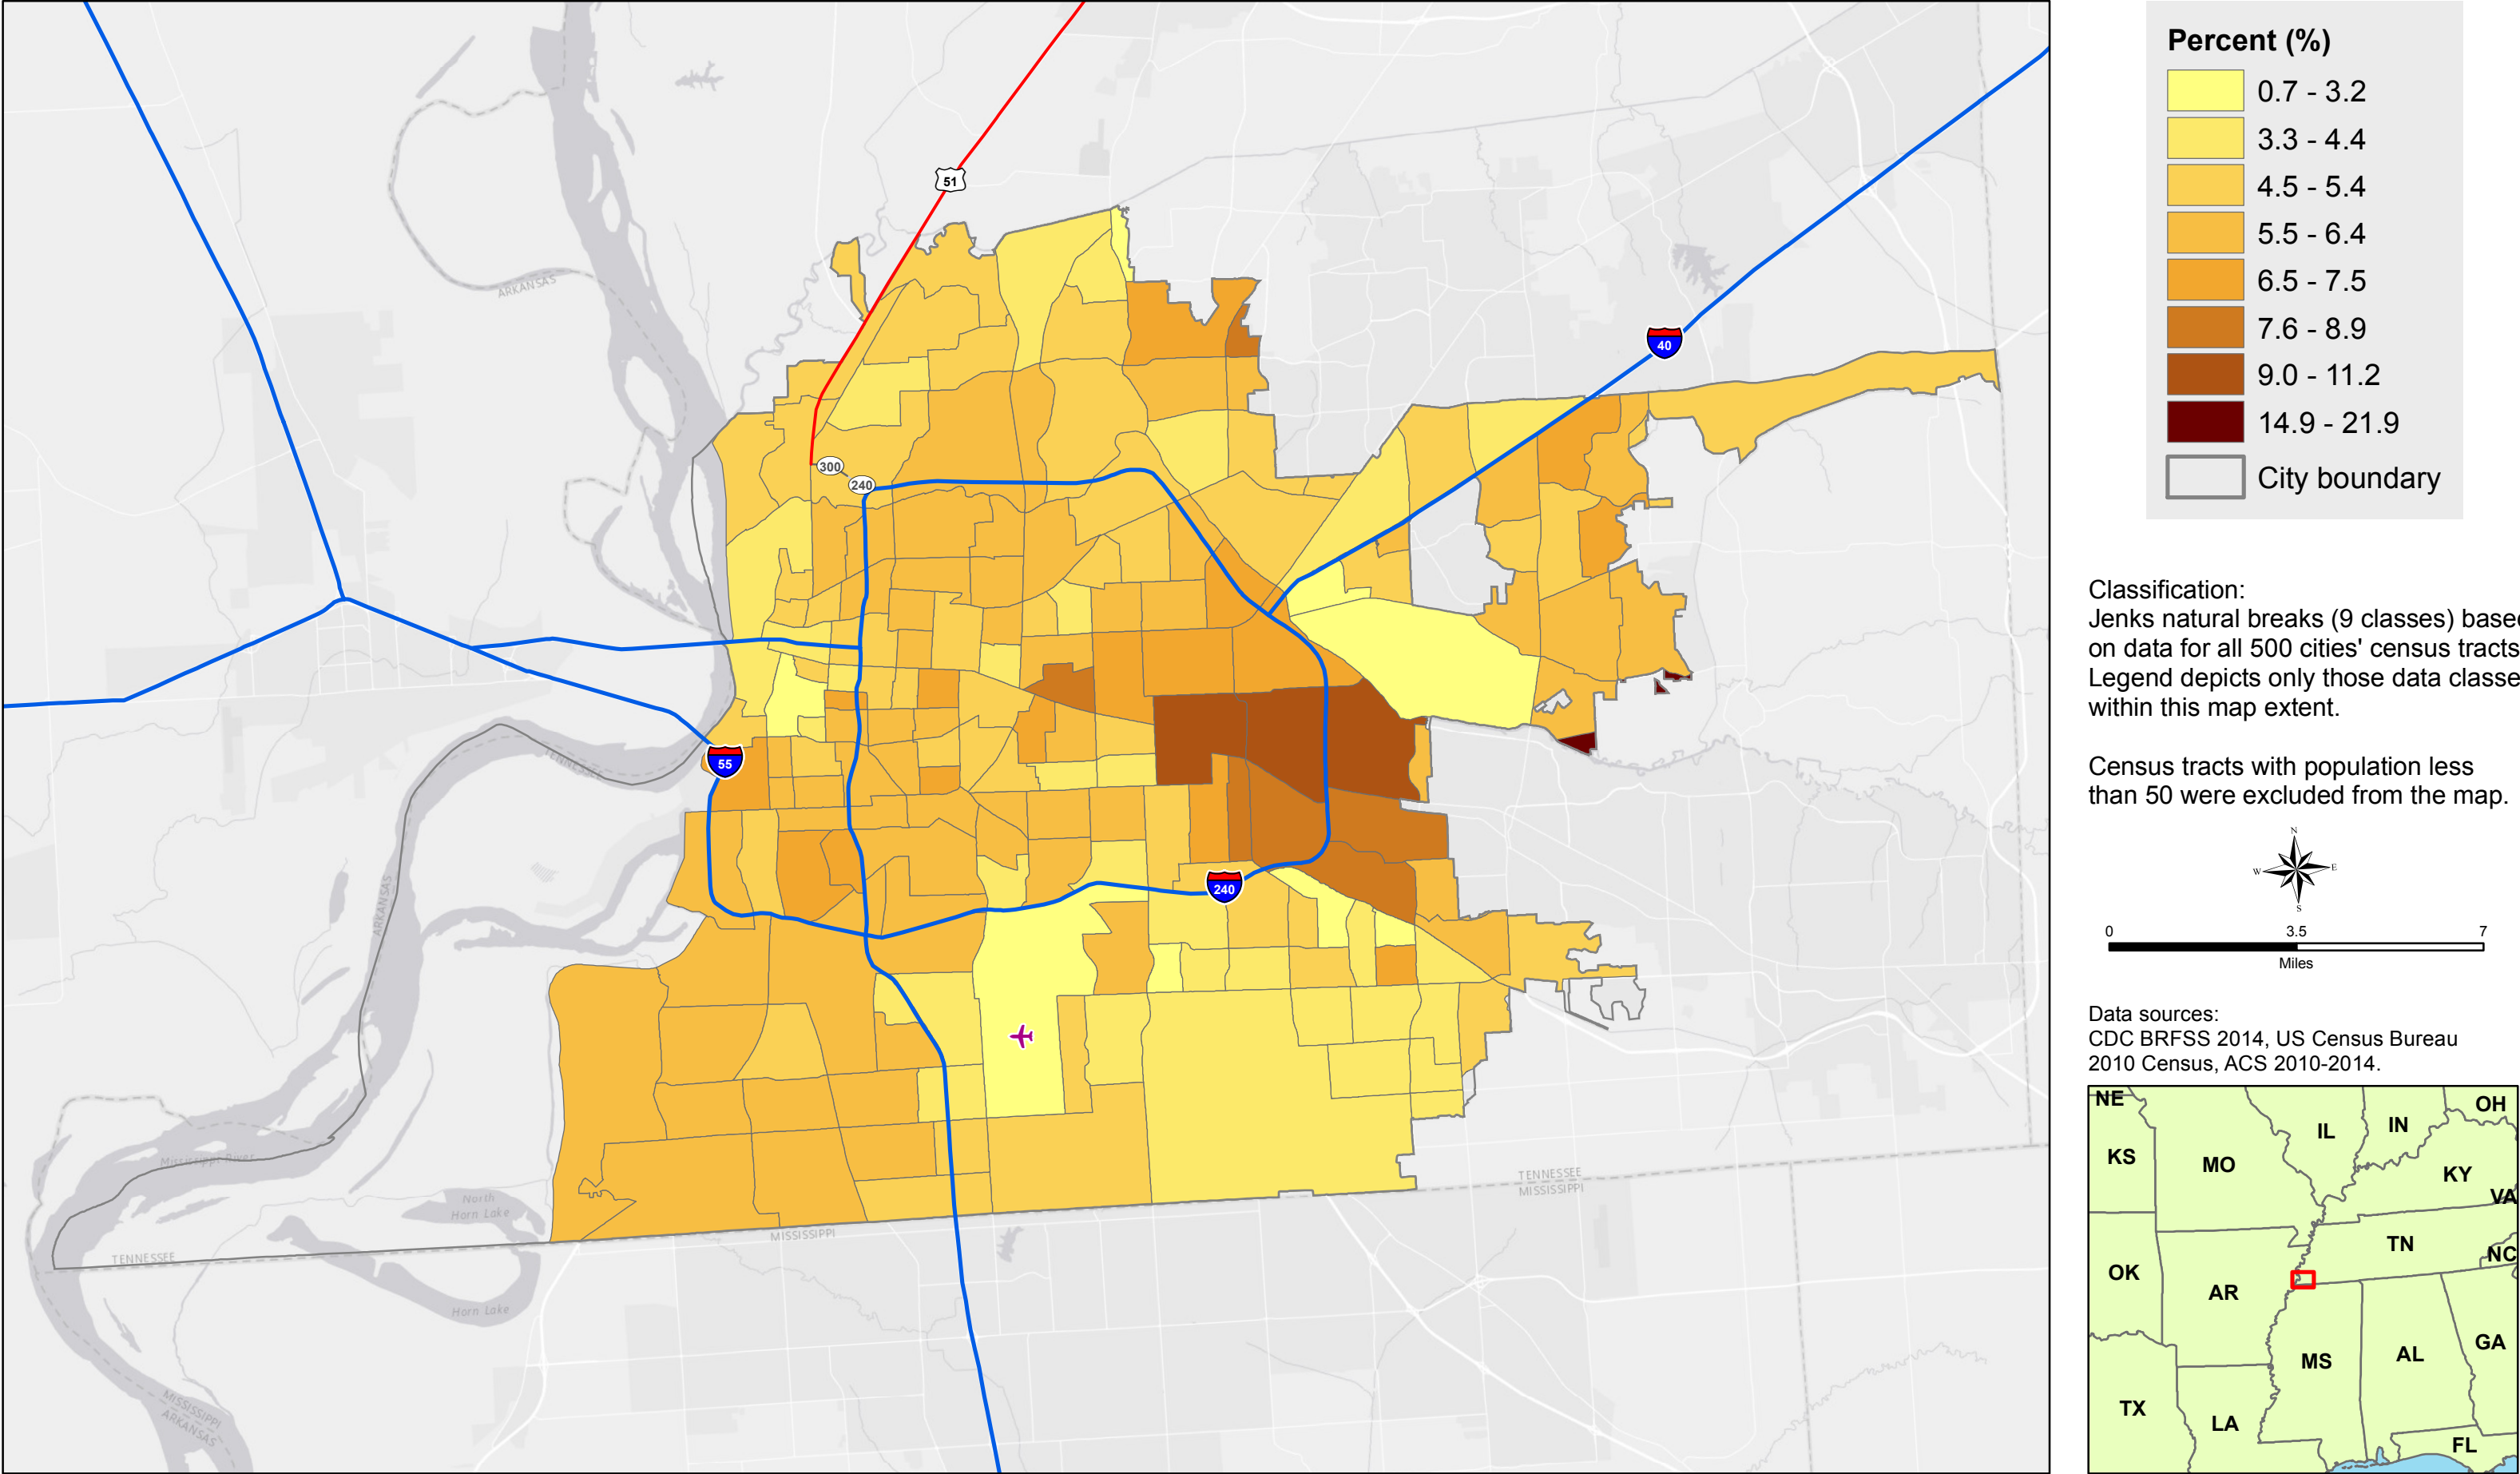 51
ARKANSAS
40
300
240
55
TENNESSEE
240
ARKANSAS
Mississippi River
North
Horn Lake
TENNESSEE
MISSISSIPPI
TENNESSEE
MISSISSIPPI
Horn Lake
MISSISSIPPI
ARKANSAS
Percent (%)
0.7 - 3.2
3.3 - 4.4
4.5 - 5.4
5.5 - 6.4
6.5 - 7.5
7.6 - 8.9
9.0 - 11.2
14.9 - 21.9
City boundary
Classification:
Jenks natural breaks (9 classes) base
on data for all 500 cities' census tracts
Legend depicts only those data classe
within this map extent.
Census tracts with population less
than 50 were excluded from the map.
N
W E
S
0 3.5 7
Miles
Data sources:
CDC BRFSS 2014, US Census Bureau
2010 Census, ACS 2010-2014.
NE
IL
IN
OH
KS
MO
KY
VA
OK
AR
TN
NC
TX
LA
MS
AL
GA
FL